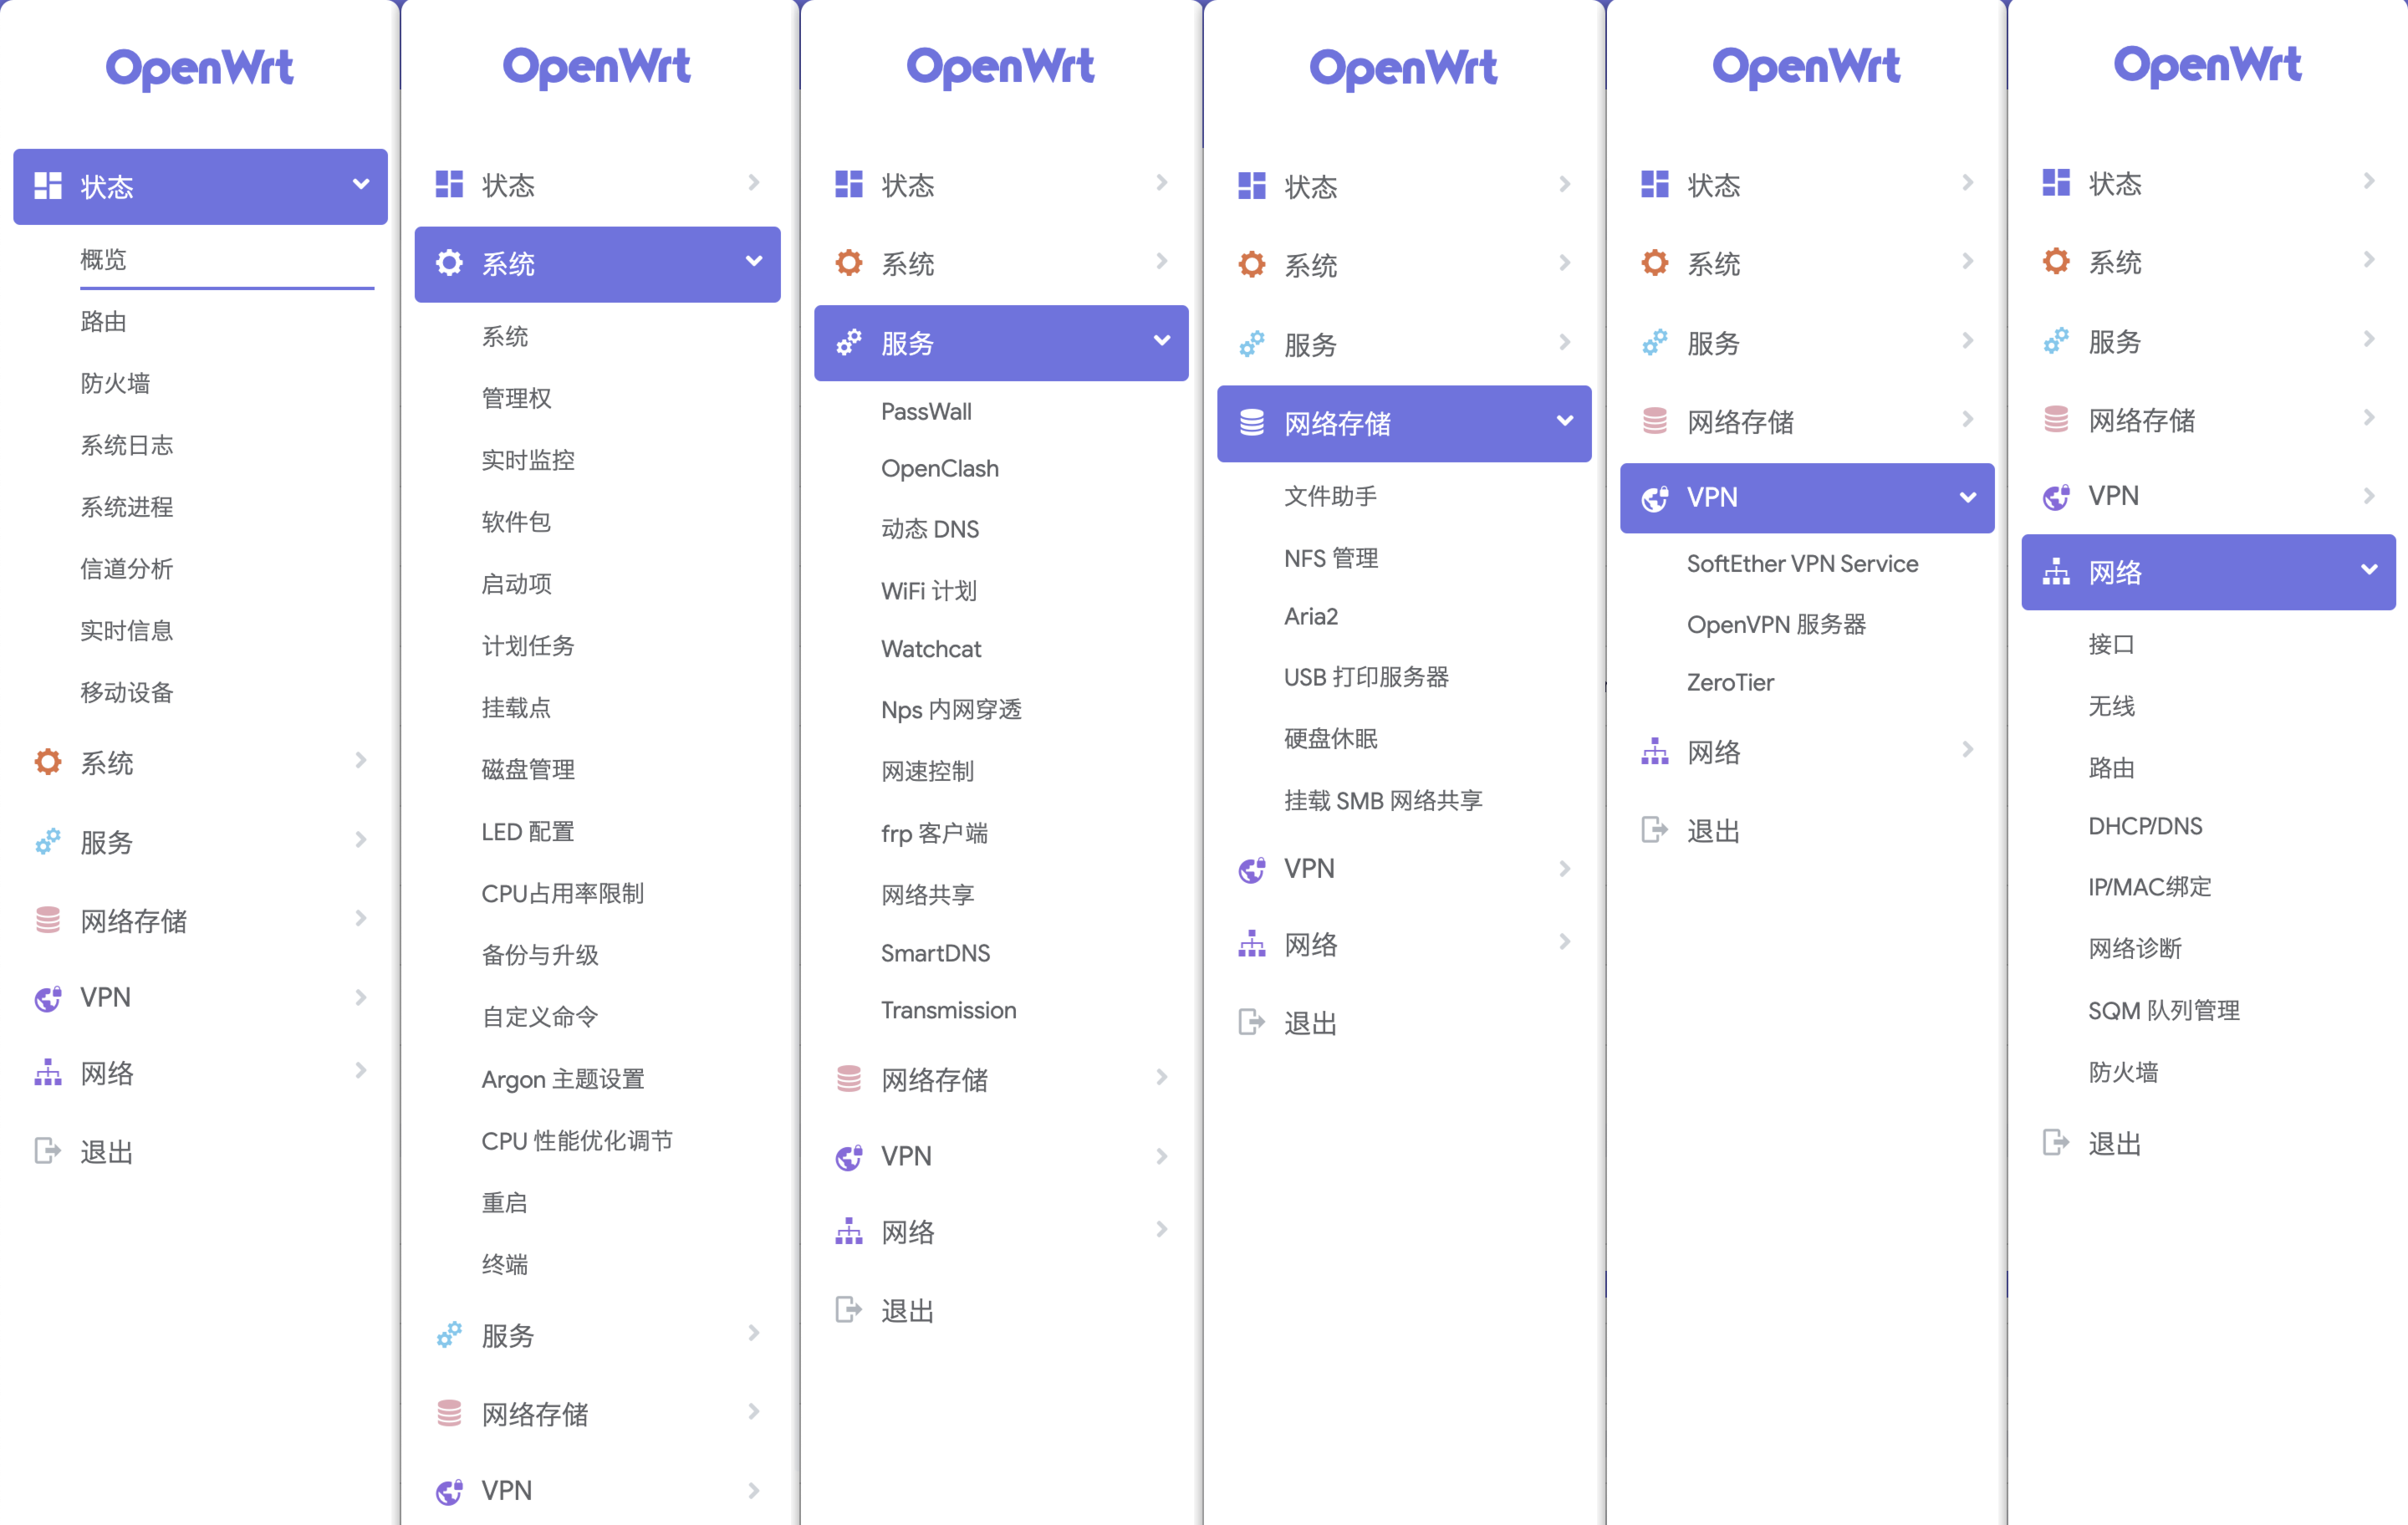 OpenWrt
状态
概览
路由
防火墙
系统日志
系统进程
信道分析
实时信息
移动设备
系统
服务
网络存储
VPN
网络
退出
OpenWrt
状态
系统
系统
管理权
实时监控
软件包
启动项
计划任务
挂载点
磁盘管理
LED 配置
CPU占用率限制
备份与升级
自定义命令
Argon 主题设置
CPU 性能优化调节
重启
终端
服务
网络存储
VPN
OpenWrt
状态
系统
服务
PassWall
OpenClash
动态 DNS
WiFi 计划
Watchcat
Nps 内网穿透
网速控制
frp 客户端
网络共享
SmartDNS
Transmission
网络存储
VPN
网络
退出
OpenWrt
状态
系统
服务
网络存储
文件助手
NFS 管理
Aria2
USB 打印服务器
硬盘休眠
挂载 SMB 网络共享
VPN
网络
退出
OpenWrt
状态
系统
服务
网络存储
VPN
SoftEther VPN Service
OpenVPN 服务器
ZeroTier
网络
退出
OpenWrt
状态
系统
服务
网络存储
VPN
网络
接口
无线
路由
DHCP/DNS
IP/MAC绑定
网络诊断
SQM 队列管理
防火墙
退出